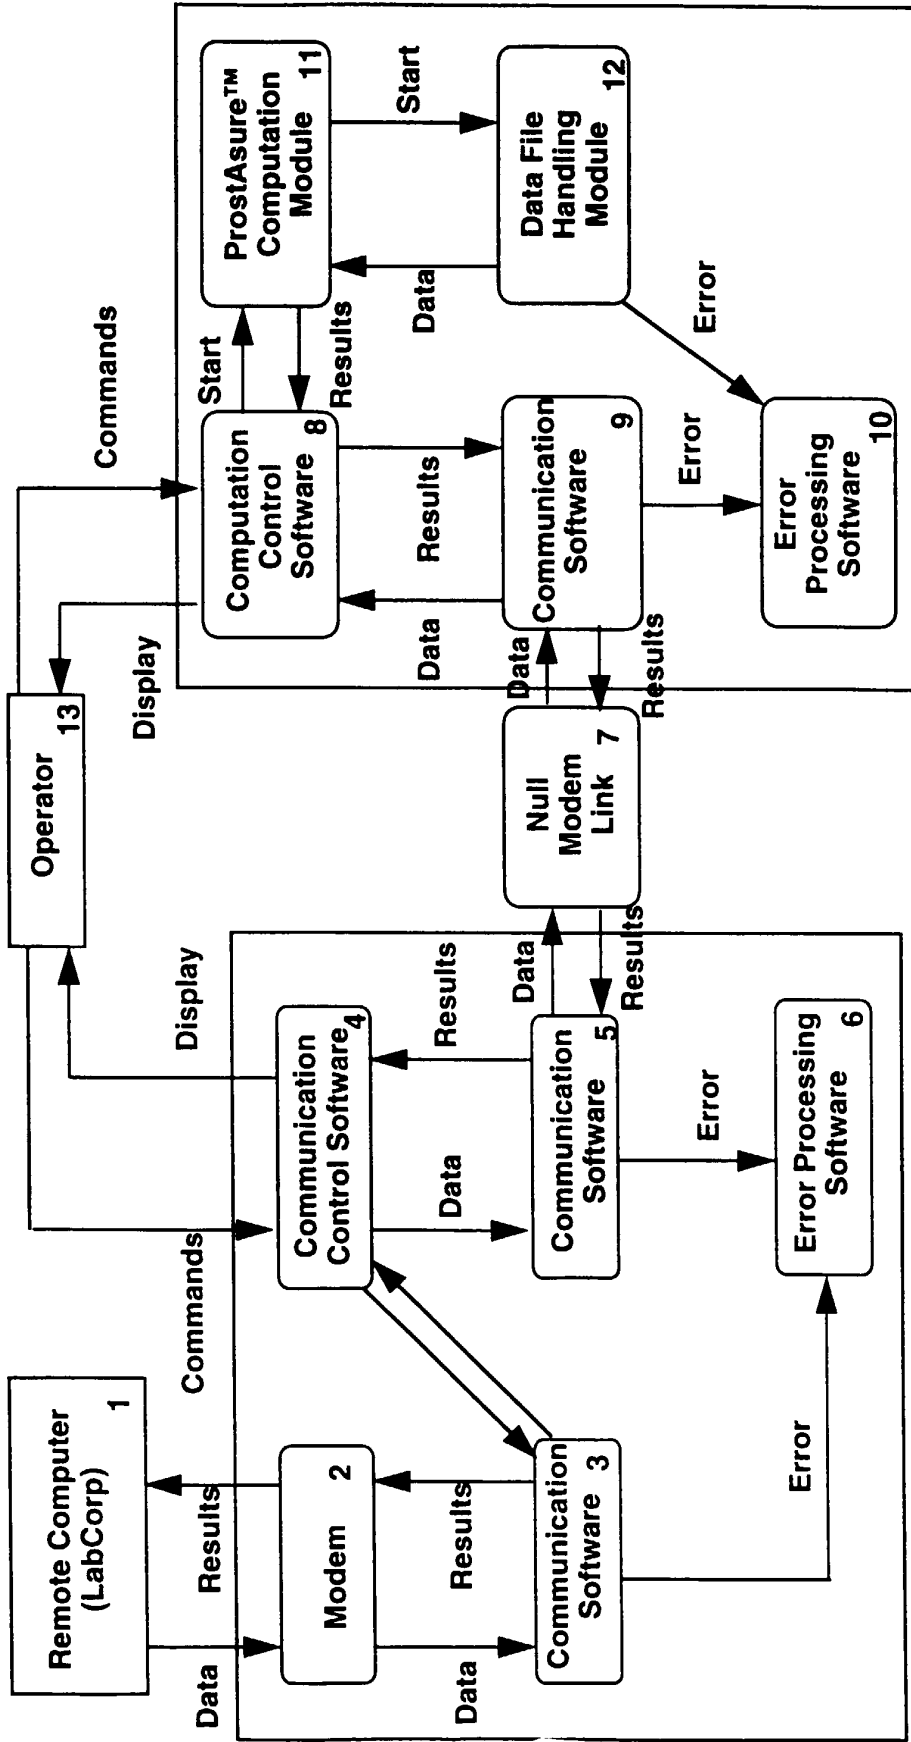 Remote Computer
(LabCorp)
1
Data
Results
Modem
2
Data
Results
Communication
Software
3
Error
Commands
Display
Communication
Control Software
4
Data
Results
Communication
Software
5
Error
Error Processing
Software
6
Data
Results
Null
Modem
Link
7
Data
Results
Operator
13
Display
Commands
Computation
Control
Software
8
Data
Results
Communication
Software
9
Error
Error
Processing
Software
10
Start
Results
ProstAsure™
Computation
Module
11
Data
Start
Data File
Handling
Module
12
Error